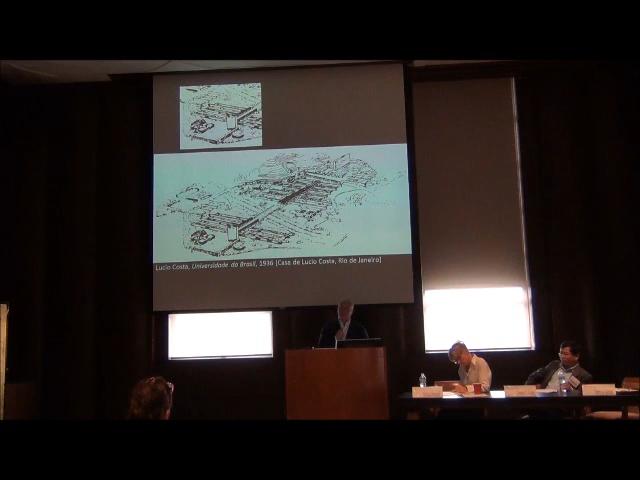 Lucio Costa, Universidade do Brasil, 1936 [Casa de Lucio Costa, Rio de Janeiro]